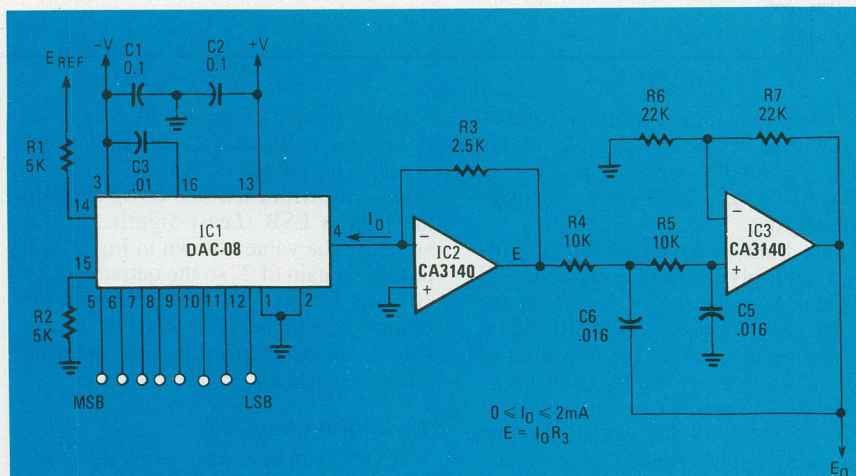 −V
C1
0.1
C2
0.1
+V
E REF
R1
5K
C3
.01
3
16
13
14
IC1
DAC-08
4
15
R2
5K
5
6
7
8
9
10
11
12
1
2
MSB
LSB
I₀
R3
2.5K
−
IC2
CA3140
+
E
R4
10K
R5
10K
R6
22K
R7
22K
−
IC3
CA3140
+
C6
.016
C5
.016
0 ≤ I₀ ≤ 2mA
E = I₀R₃
E₀